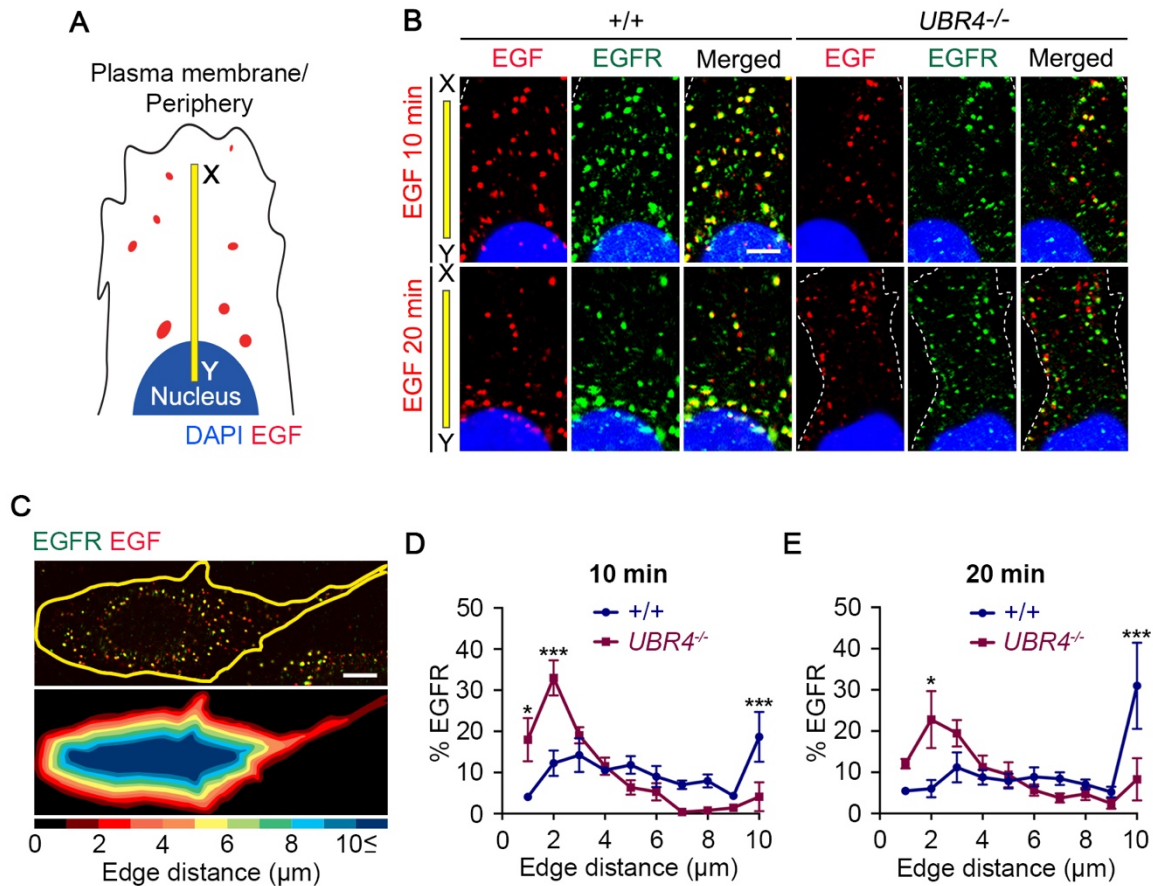 A
Plasma membrane/
Periphery
X
Y
Nucleus
DAPI EGF
B
+/+ UBR4-/-
EGF EGFR Merged EGF EGFR Merged
EGF 10 min
X
Y
EGF 20 min
X
Y
C
EGFR EGF
0 2 4 6 8 10≤
Edge distance (μm)
D
10 min
+/+
UBR4-/-
* *** ***
% EGFR
50
40
30
20
10
0
0 2 4 6 8 10
Edge distance (μm)
E
20 min
+/+
UBR4-/-
* ***
% EGFR
50
40
30
20
10
0
0 2 4 6 8 10
Edge distance (μm)